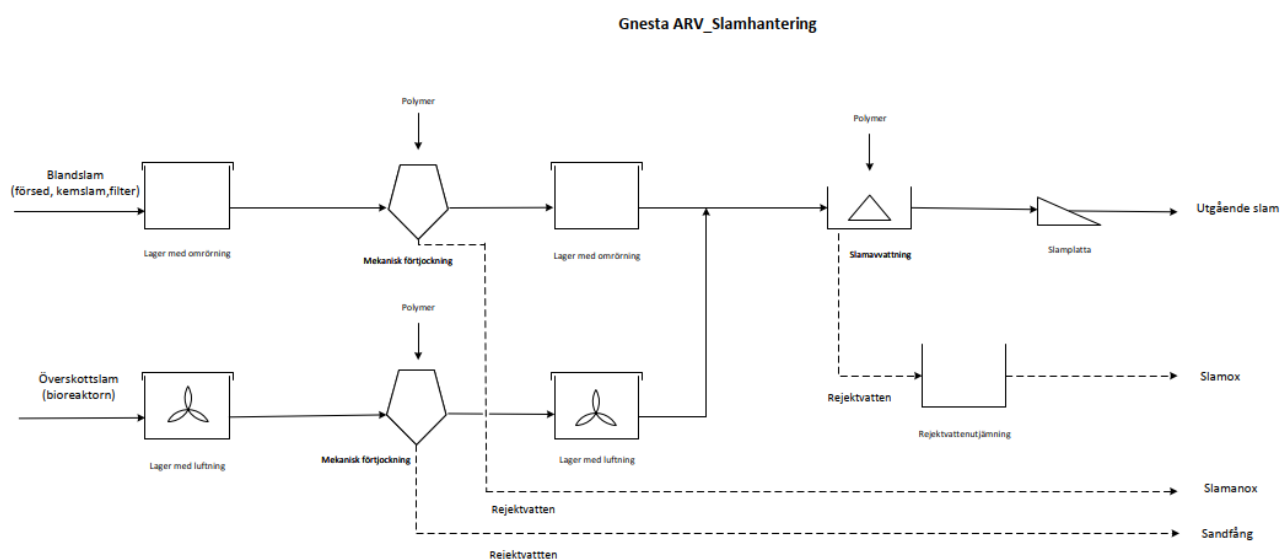 Gnesta ARV_Slamhantering
Polymer
Polymer
Blandslam
(försed, kemslam,filter)
Utgående slam
Lager med omrörning
Mekanisk förtjockning
Lager med omrörning
Slamavvattning
Slamplatta
Polymer
Överskottslam
(bioreaktorn)
Slamox
Rejektvatten
Lager med luftning
Mekanisk förtjockning
Lager med luftning
Rejektvattenutjämning
Slamanox
Rejektvatten
Sandfång
Rejektvattten